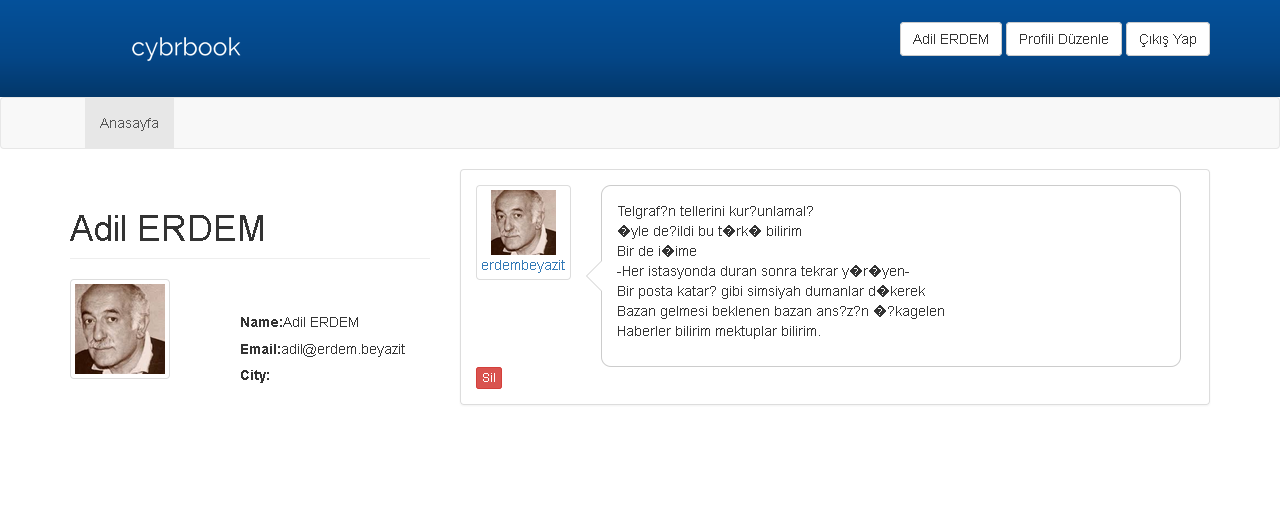 cybrbook
Adil ERDEM
Profili Düzenle
Çıkış Yap
Anasayfa
Adil ERDEM
Name:Adil ERDEM
Email:adil@erdem.beyazit
City:
erdembeyazit
Telgraf?n tellerini kur?unlamal?
�yle de?ildi bu t�rk� bilirim
Bir de i�ime
-Her istasyonda duran sonra tekrar y�r�yen-
Bir posta katar? gibi simsiyah dumanlar d�kerek
Bazan gelmesi beklenen bazan ans?z?n �?kagelen
Haberler bilirim mektuplar bilirim.
Sil